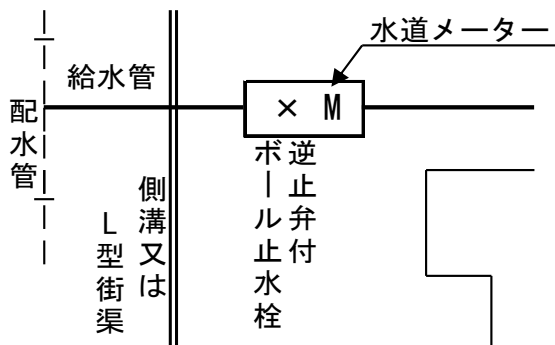 水道メーター
給水管
× M
配水管
逆止弁付
ボール止水栓
側溝又は
L型街渠